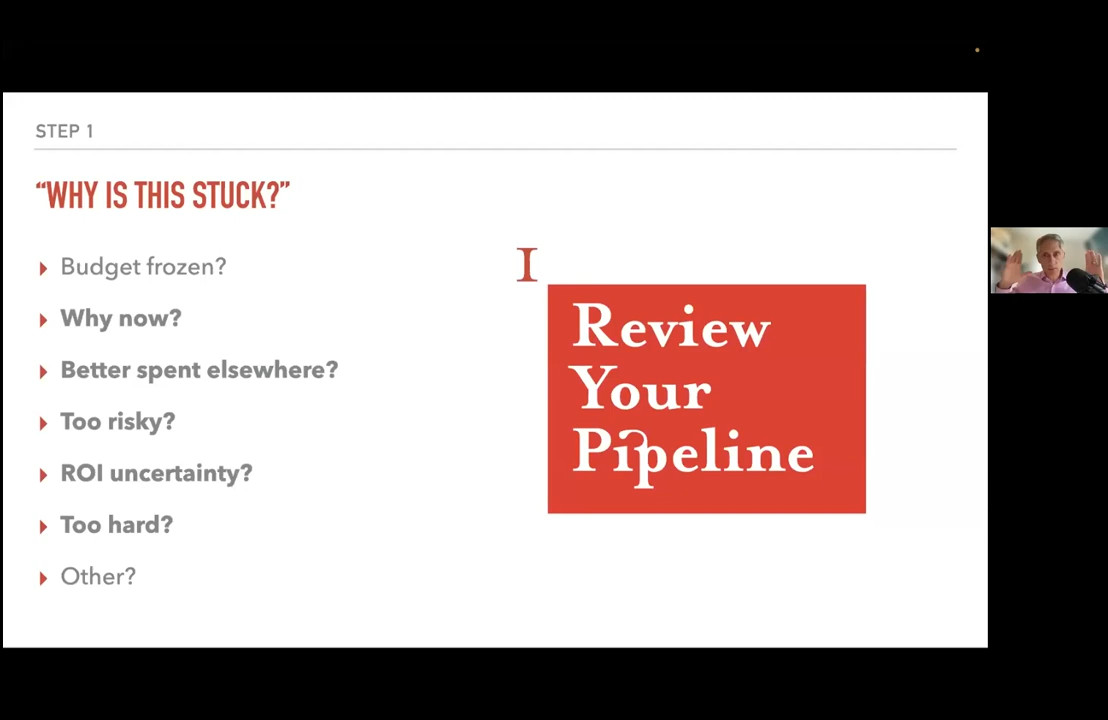 STEP 1
“WHY IS THIS STUCK?”
Budget frozen?
Why now?
Better spent elsewhere?
Too risky?
ROI uncertainty?
Too hard?
Other?
1
Review
Your
Pipeline